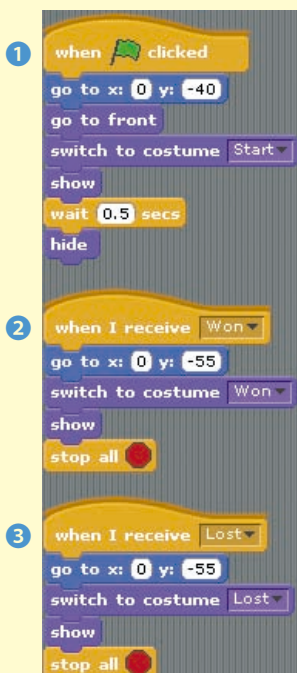 1
when clicked
go to x: 0 y: -40
go to front
switch to costume Start
show
wait 0.5 secs
hide
2
when I receive Won
go to x: 0 y: -55
switch to costume Won
show
stop all
3
when I receive Lost
go to x: 0 y: -55
switch to costume Lost
show
stop all